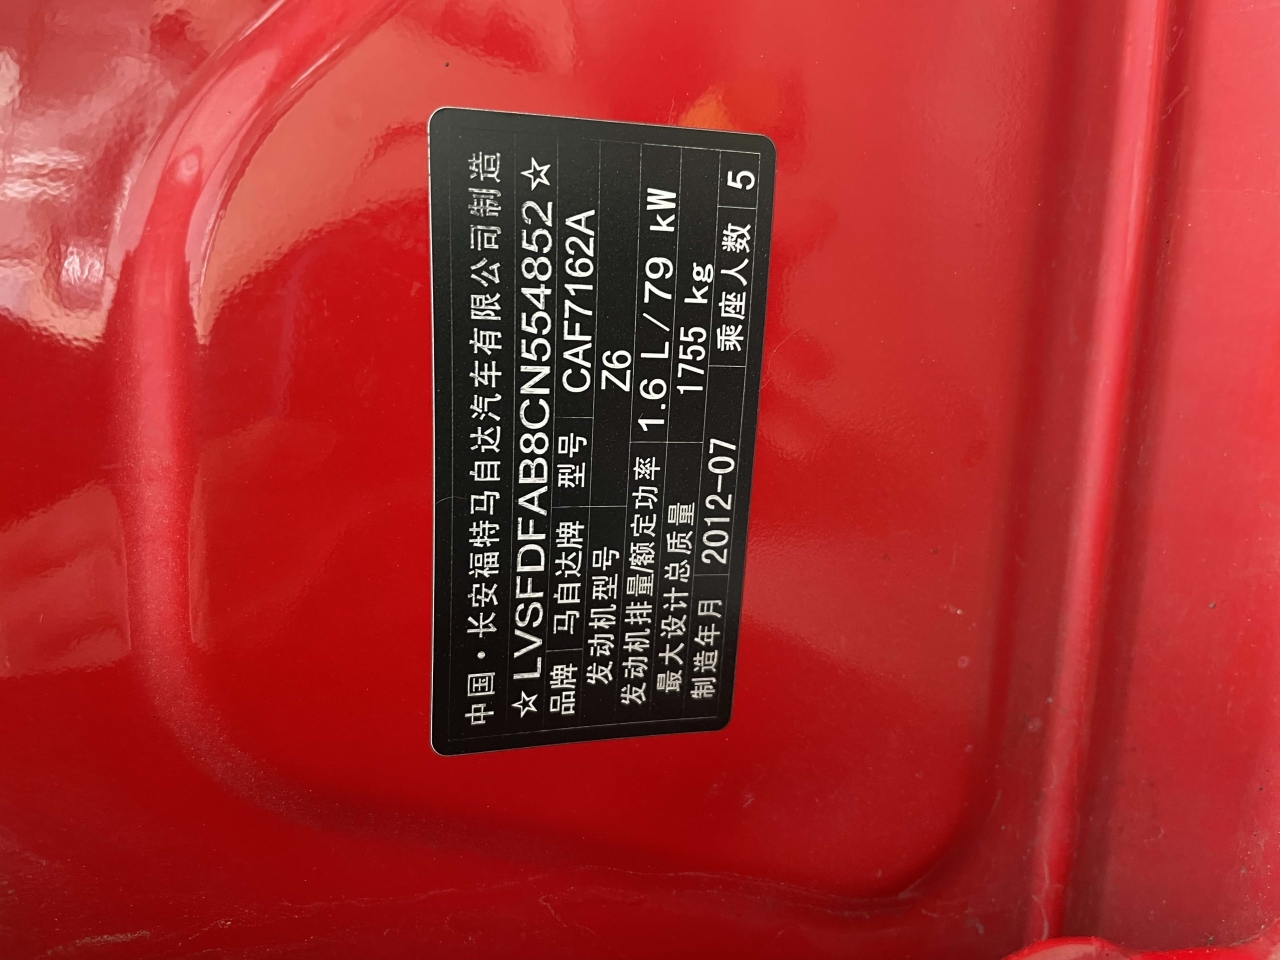 中国·长安福特马自达汽车有限公司制造
☆LVSFDFAB8CN554852☆
品牌 马自达牌 型号 CAF7162A
发动机型号 Z6
发动机排量/额定功率 1.6 L/79 kW
最大设计总质量 1755 kg
制造年月 2012-07 乘座人数 5